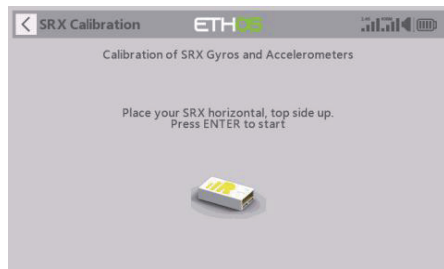 SRX Calibration
ETHOS
Calibration of SRX Gyros and Accelerometers
Place your SRX horizontal, top side up.
Press ENTER to start